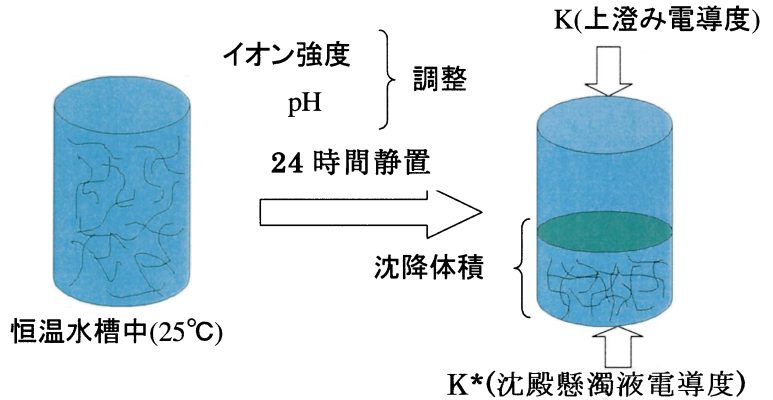 K(上澄み電導度)
イオン強度
pH
調整
24 時間静置
沈降体積
恒温水槽中(25℃)
K*(沈殿懸濁液電導度)